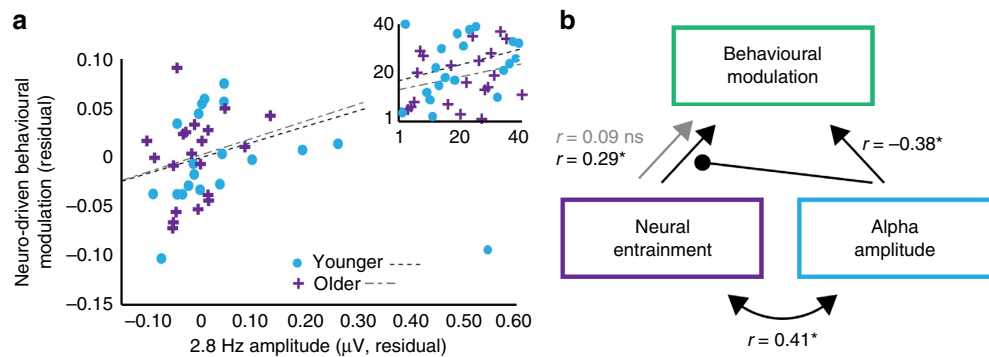 a
Neuro-driven behavioural
modulation (residual)
0.10
0.05
0
−0.05
−0.10
−0.15
−0.10 0 0.10 0.20 0.30 0.40 0.50 0.60
2.8 Hz amplitude (μV, residual)
Younger
Older
40
20
1
1 20 40
b
Behavioural
modulation
r = 0.09 ns
r = 0.29*
r = −0.38*
Neural
entrainment
Alpha
amplitude
r = 0.41*